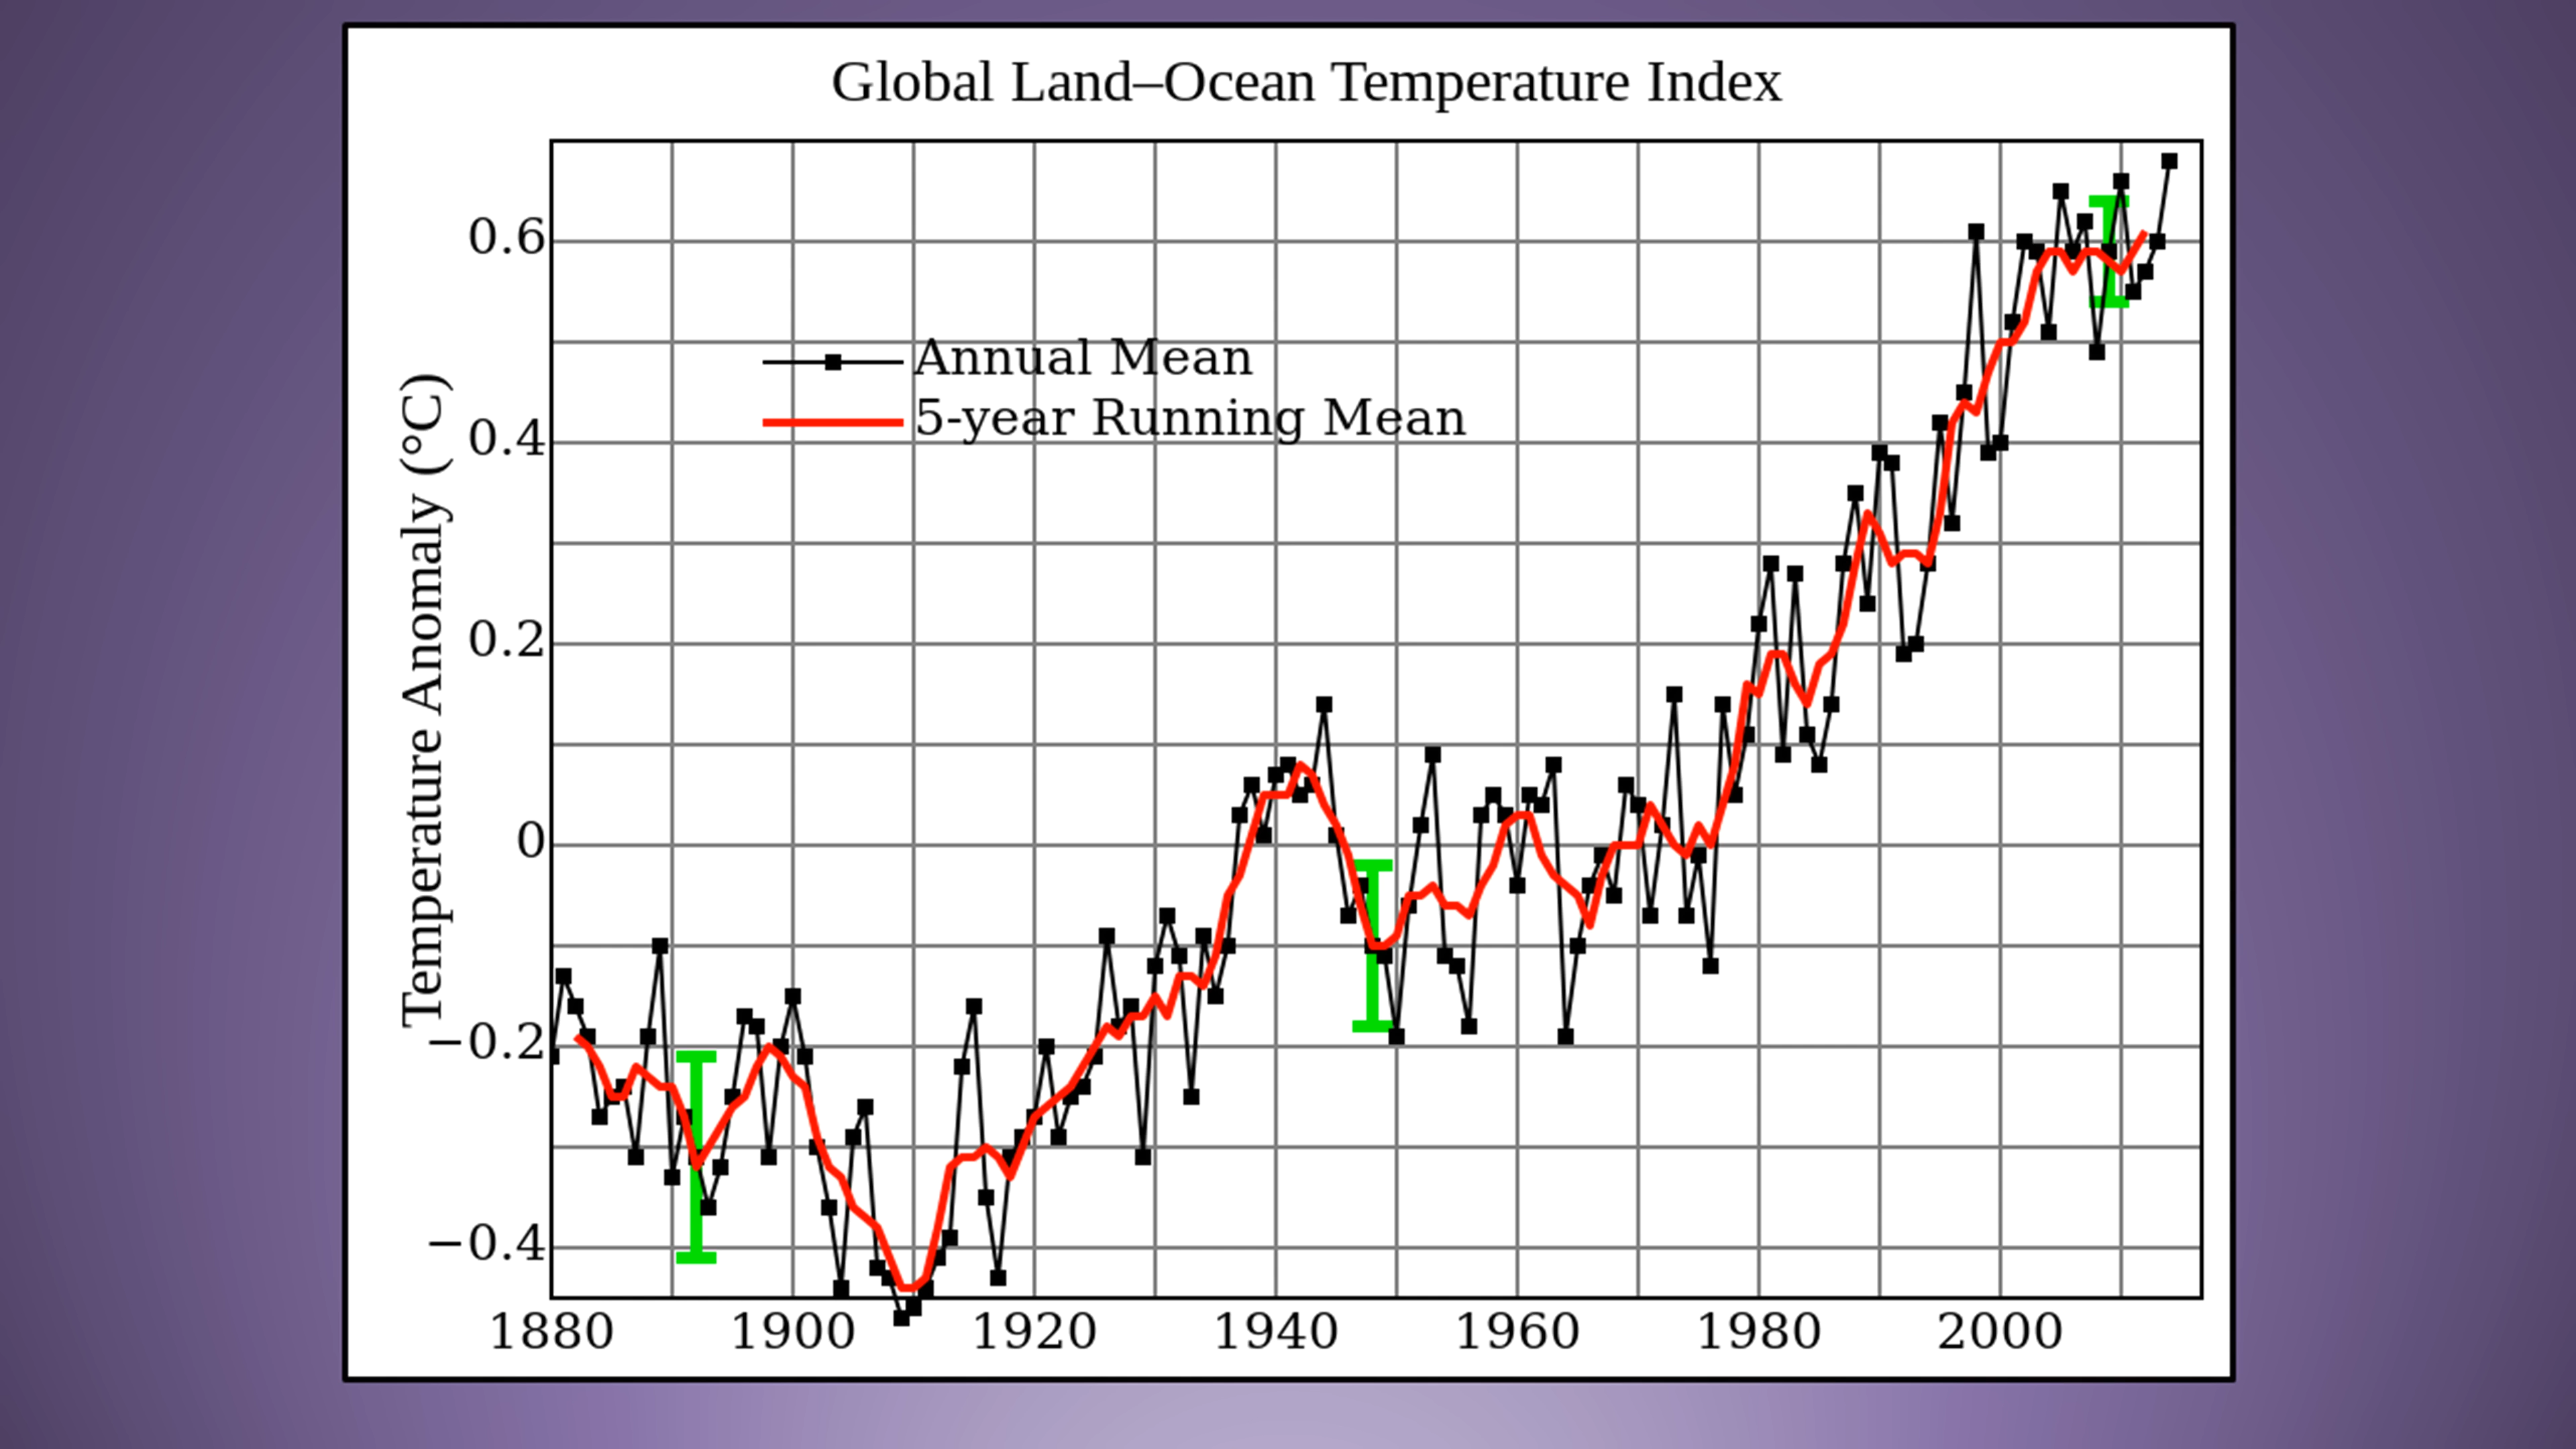 Global Land–Ocean Temperature Index
Temperature Anomaly (°C)
0.6
0.4
0.2
0
−0.2
−0.4
Annual Mean
5-year Running Mean
1880 1900 1920 1940 1960 1980 2000